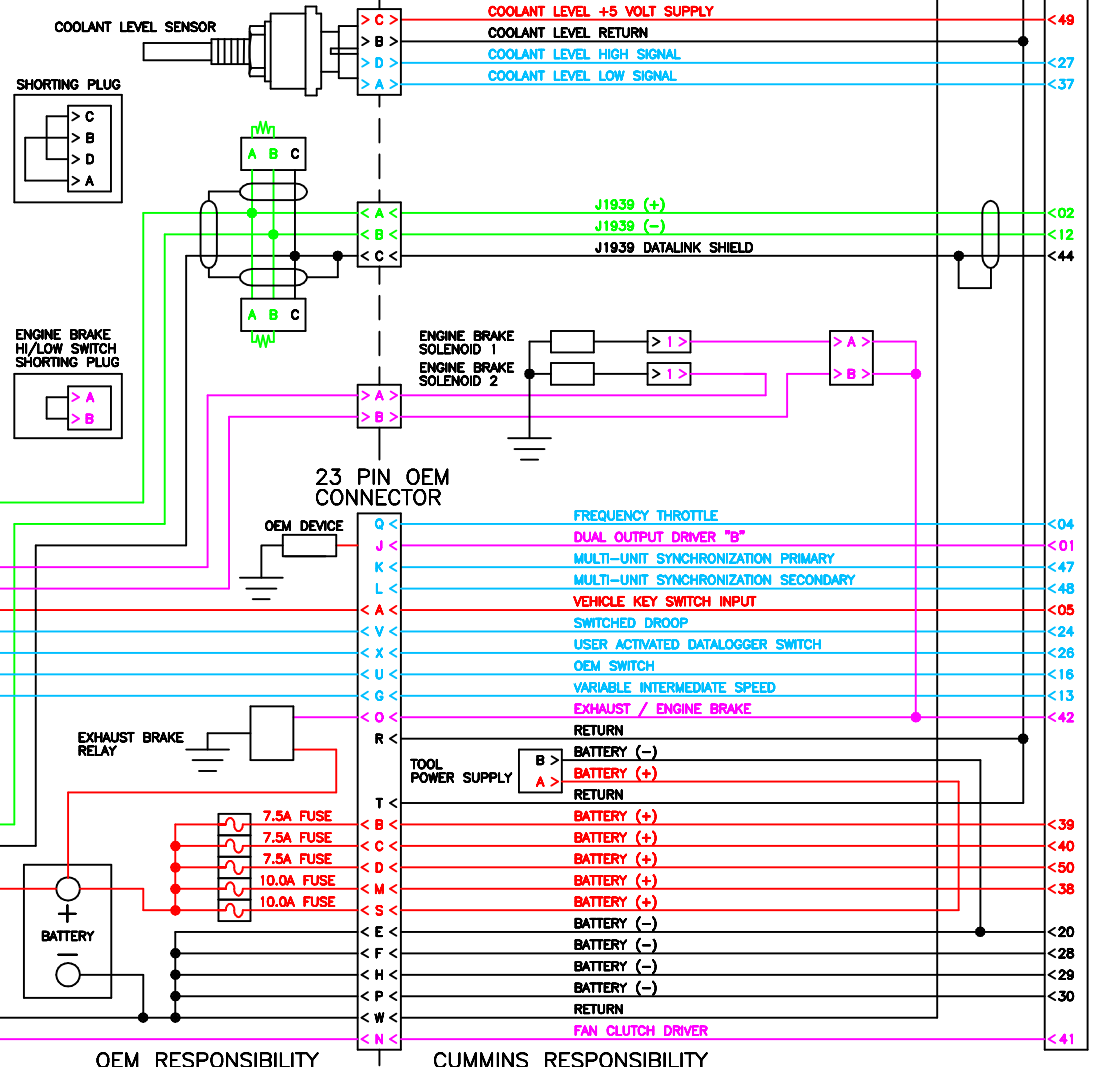 COOLANT LEVEL SENSOR
> C > COOLANT LEVEL +5 VOLT SUPPLY <49
> B > COOLANT LEVEL RETURN
> D > COOLANT LEVEL HIGH SIGNAL <27
> A > COOLANT LEVEL LOW SIGNAL <37
SHORTING PLUG
> C
> B
> D
> A
A B C
< A < J1939 (+) <02
< B < J1939 (-) <12
< C < J1939 DATALINK SHIELD <44
A B C
ENGINE BRAKE
HI/LOW SWITCH
SHORTING PLUG
> A
> B
ENGINE BRAKE
SOLENOID 1
> 1 >
> A >
ENGINE BRAKE
SOLENOID 2
> 1 >
> B >
> A >
> B >
23 PIN OEM
CONNECTOR
OEM DEVICE
Q < FREQUENCY THROTTLE <04
J < DUAL OUTPUT DRIVER "B" <01
K < MULTI-UNIT SYNCHRONIZATION PRIMARY <47
L < MULTI-UNIT SYNCHRONIZATION SECONDARY <48
< A < VEHICLE KEY SWITCH INPUT <05
< V < SWITCHED DROOP <24
< X < USER ACTIVATED DATALOGGER SWITCH <26
< U < OEM SWITCH <16
< G < VARIABLE INTERMEDIATE SPEED <13
< O < EXHAUST / ENGINE BRAKE <42
EXHAUST BRAKE
RELAY
R < RETURN
TOOL
POWER SUPPLY
B > BATTERY (-)
A > BATTERY (+)
T < RETURN
7.5A FUSE < B < BATTERY (+) <39
7.5A FUSE < C < BATTERY (+) <40
7.5A FUSE < D < BATTERY (+) <50
10.0A FUSE < M < BATTERY (+) <38
10.0A FUSE < S < BATTERY (+)
+
BATTERY
-
< E < BATTERY (-) <20
< F < BATTERY (-) <28
< H < BATTERY (-) <29
< P < BATTERY (-) <30
< W < RETURN
< N < FAN CLUTCH DRIVER <41
OEM RESPONSIBILITY
CUMMINS RESPONSIBILITY